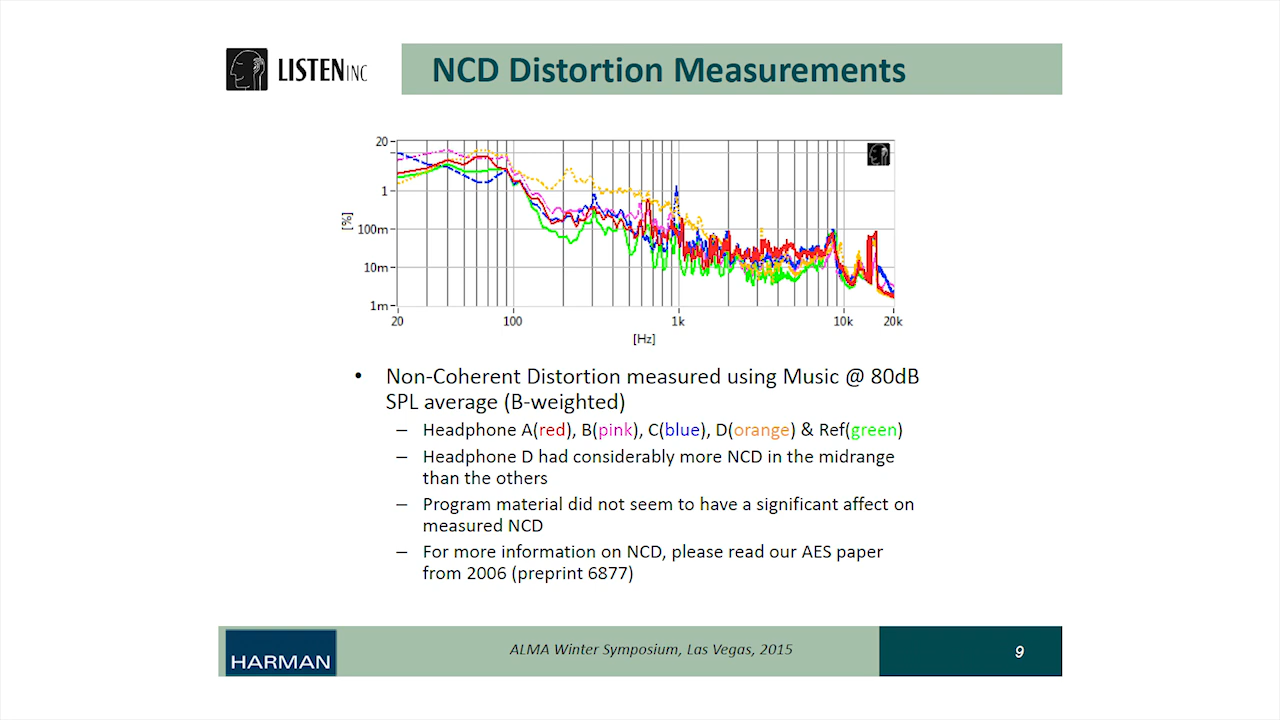 LISTEN INC
NCD Distortion Measurements
20
1
100m
10m
1m
[%]
20 100 1k 10k 20k
[Hz]
• Non-Coherent Distortion measured using Music @ 80dB
SPL average (B-weighted)
– Headphone A(red), B(pink), C(blue), D(orange) & Ref(green)
– Headphone D had considerably more NCD in the midrange
than the others
– Program material did not seem to have a significant affect on
measured NCD
– For more information on NCD, please read our AES paper
from 2006 (preprint 6877)
HARMAN
ALMA Winter Symposium, Las Vegas, 2015
9